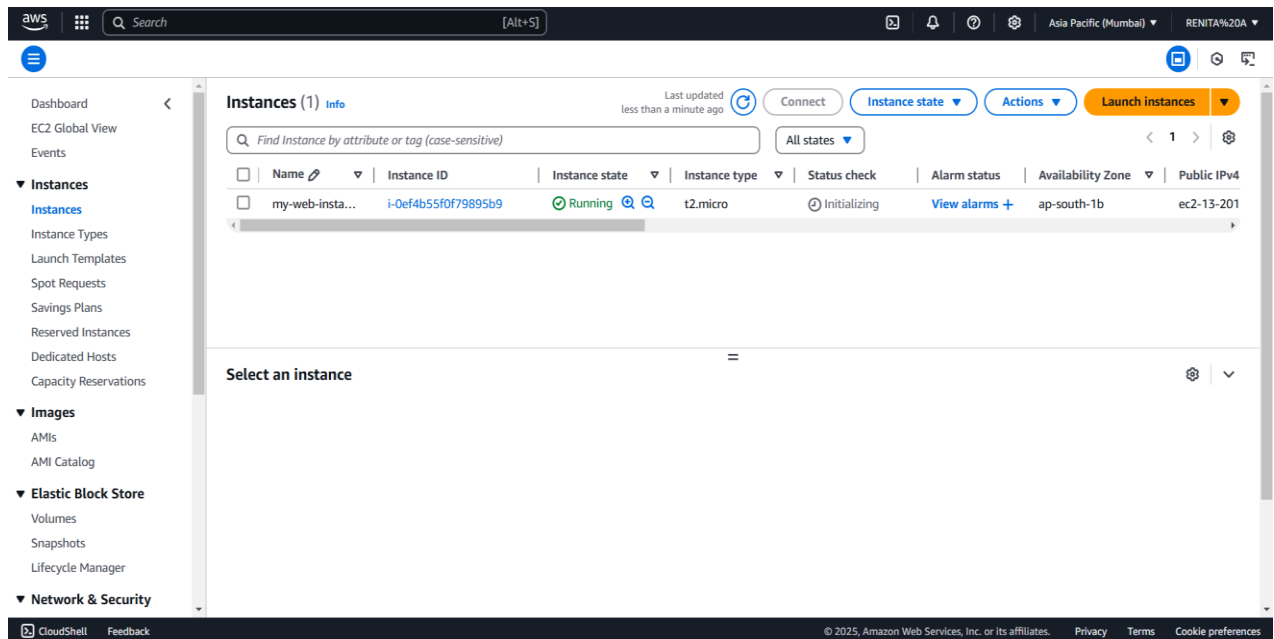 aws Search [Alt+S] Asia Pacific (Mumbai) RENITA%20A
Dashboard
EC2 Global View
Events
Instances
Instances
Instance Types
Launch Templates
Spot Requests
Savings Plans
Reserved Instances
Dedicated Hosts
Capacity Reservations
Images
AMIs
AMI Catalog
Elastic Block Store
Volumes
Snapshots
Lifecycle Manager
Network & Security
Instances (1) Info
Last updated
less than a minute ago
Connect Instance state Actions Launch instances
Find Instance by attribute or tag (case-sensitive) All states 1
Name Instance ID Instance state Instance type Status check Alarm status Availability Zone Public IPv4
my-web-insta... i-0ef4b55f0f79895b9 Running t2.micro Initializing View alarms + ap-south-1b ec2-13-201
Select an instance
CloudShell Feedback © 2025, Amazon Web Services, Inc. or its affiliates. Privacy Terms Cookie preferences